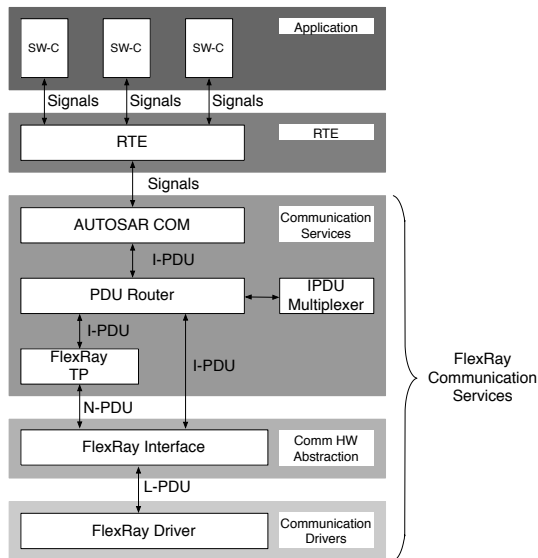 Application
SW-C
SW-C
SW-C
Signals
Signals
Signals
RTE
RTE
Signals
AUTOSAR COM
Communication
Services
I-PDU
PDU Router
IPDU
Multiplexer
I-PDU
I-PDU
FlexRay
TP
N-PDU
FlexRay Interface
Comm HW
Abstraction
L-PDU
FlexRay Driver
Communication
Drivers
FlexRay
Communication
Services